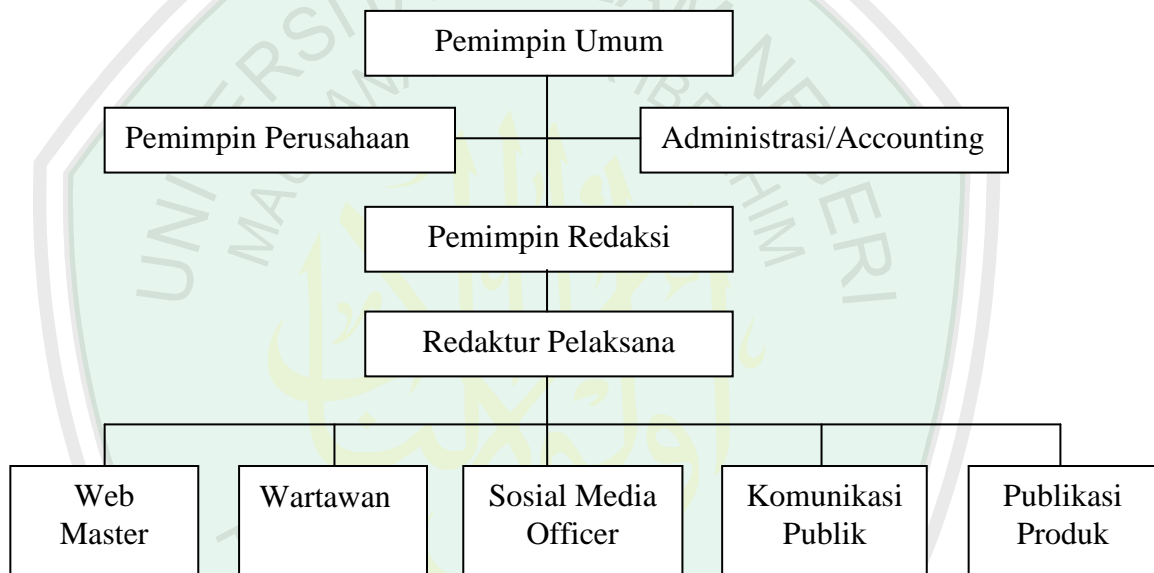 Pemimpin Umum
Pemimpin Perusahaan
Administrasi/Accounting
Pemimpin Redaksi
Redaktur Pelaksana
Web
Master
Wartawan
Sosial Media
Officer
Komunikasi
Publik
Publikasi
Produk